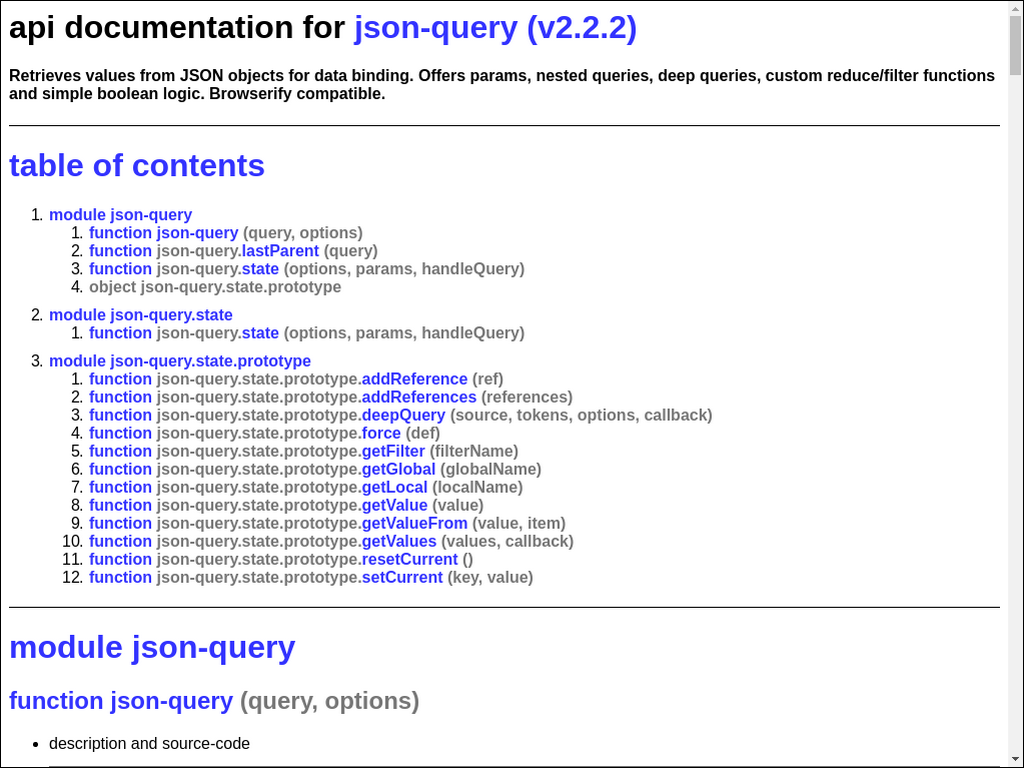 api documentation for json-query (v2.2.2)
Retrieves values from JSON objects for data binding. Offers params, nested queries, deep queries, custom reduce/filter functions
and simple boolean logic. Browserify compatible.
table of contents
1. module json-query
1. function json-query (query, options)
2. function json-query.lastParent (query)
3. function json-query.state (options, params, handleQuery)
4. object json-query.state.prototype
2. module json-query.state
1. function json-query.state (options, params, handleQuery)
3. module json-query.state.prototype
1. function json-query.state.prototype.addReference (ref)
2. function json-query.state.prototype.addReferences (references)
3. function json-query.state.prototype.deepQuery (source, tokens, options, callback)
4. function json-query.state.prototype.force (def)
5. function json-query.state.prototype.getFilter (filterName)
6. function json-query.state.prototype.getGlobal (globalName)
7. function json-query.state.prototype.getLocal (localName)
8. function json-query.state.prototype.getValue (value)
9. function json-query.state.prototype.getValueFrom (value, item)
10. function json-query.state.prototype.getValues (values, callback)
11. function json-query.state.prototype.resetCurrent ()
12. function json-query.state.prototype.setCurrent (key, value)
module json-query
function json-query (query, options)
• description and source-code